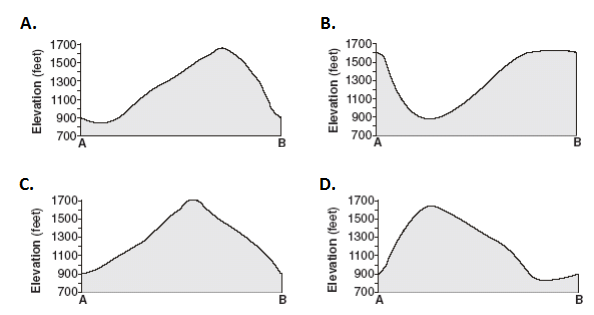 A.
Elevation (feet)
1700
1500
1300
1100
900
700
A
B
B.
Elevation (feet)
1700
1500
1300
1100
900
700
A
B
C.
Elevation (feet)
1700
1500
1300
1100
900
700
A
B
D.
Elevation (feet)
1700
1500
1300
1100
900
700
A
B